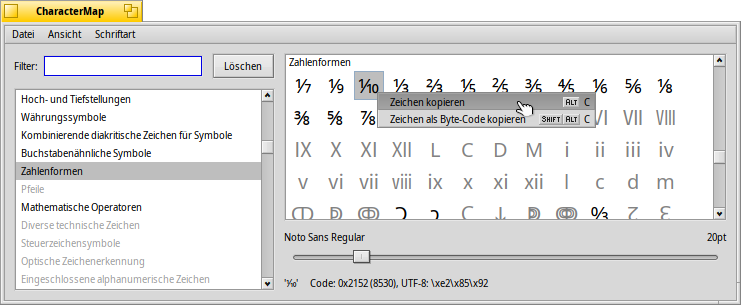 CharacterMap
Datei Ansicht Schriftart
Filter: Löschen
Hoch- und Tiefstellungen
Währungssymbole
Kombinierende diakritische Zeichen für Symbole
Buchstabenähnliche Symbole
Zahlenformen
Pfeile
Mathematische Operatoren
Diverse technische Zeichen
Steuerzeichensymbole
Optische Zeichenerkennung
Eingeschlossene alphanumerische Zeichen
Zahlenformen
⅐ ⅑ ⅒ ⅓ ⅔ ⅕ ⅖ ⅗ ⅘ ⅙ ⅚ ⅛
⅜ ⅝ ⅞ Ⅵ Ⅶ Ⅷ
Zeichen kopieren ALT C
Zeichen als Byte-Code kopieren SHIFT ALT C
Ⅸ Ⅹ Ⅺ Ⅻ Ⅼ Ⅽ Ⅾ Ⅿ ⅰ ⅱ ⅲ ⅳ
ⅴ ⅵ ⅶ ⅷ ⅸ ⅹ ⅺ ⅻ ⅼ ⅽ ⅾ ⅿ
ↀ ↁ ↂ Ↄ ↄ ↅ ↆ ↇ ↈ ↉ ↊ ↋
Noto Sans Regular 20pt
'⅒' Code: 0x2152 (8530), UTF-8: \xe2\x85\x92